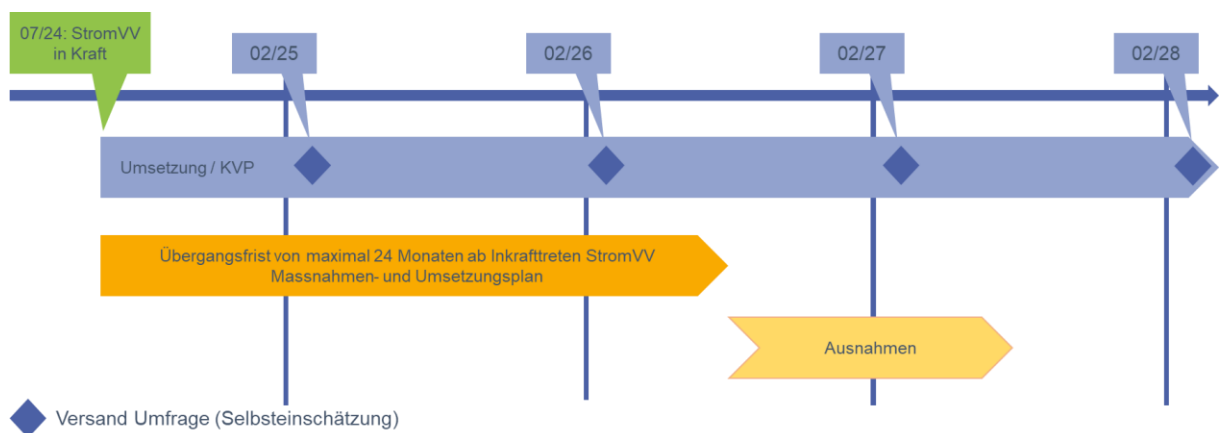 07/24: StromVV
in Kraft
02/25
02/26
02/27
02/28
Umsetzung / KVP
Übergangsfrist von maximal 24 Monaten ab Inkrafttreten StromVV
Massnahmen- und Umsetzungsplan
Ausnahmen
Versand Umfrage (Selbsteinschätzung)